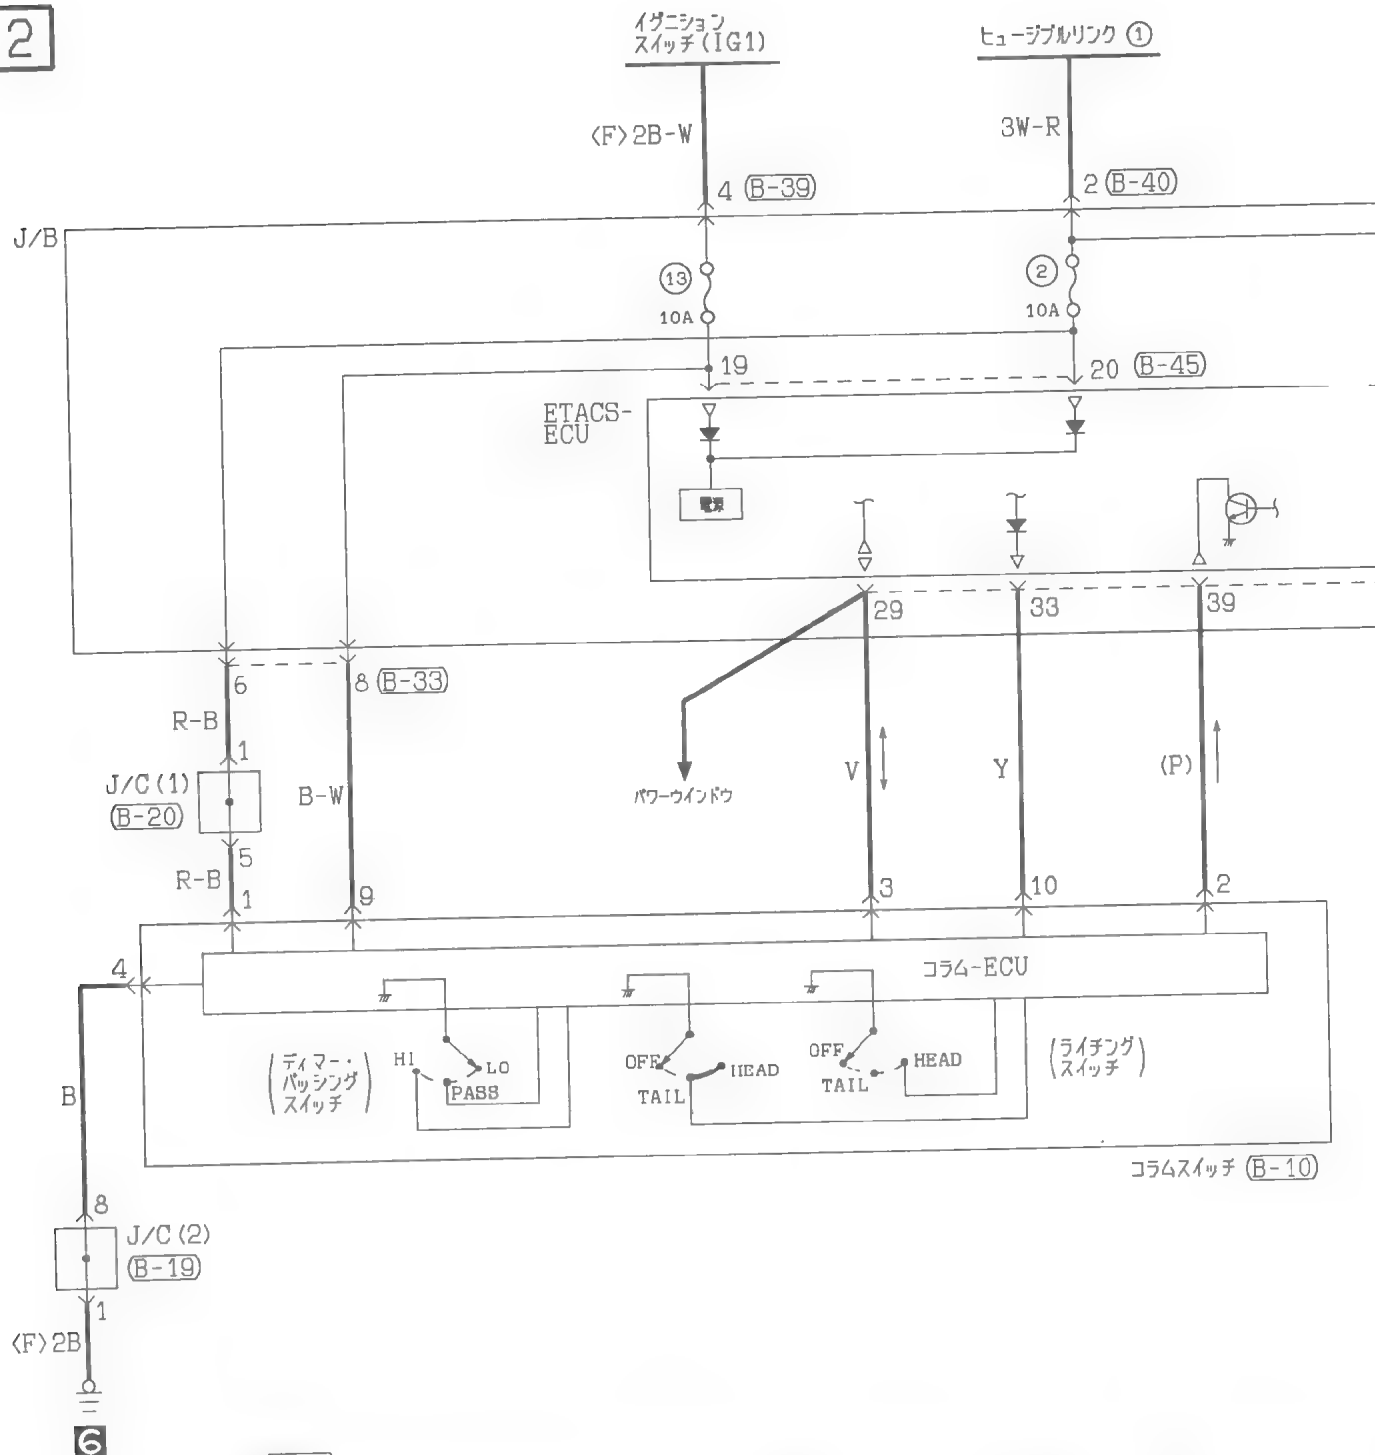 2
イグニション
スイッチ(IG1)
ヒュージブルリンク ①
〈F〉2B-W
3W-R
4 B-39
2 B-40
J/B
⑬
②
10A
10A
19
20 B-45
ETACS-
ECU
29
33
39
6
8 B-33
R-B
1
V
Y
(P)
J/C(1)
B-W
パワーウインドウ
B-20
5
R-B
1
9
3
10
2
4
コラム-ECU
ディマー・
パッシング
スイッチ
HI
LO
PASS
OFF
HEAD
TAIL
OFF
HEAD
TAIL
ライチング
スイッチ
B
コラムスイッチ B-10
8
J/C(2)
B-19
1
〈F〉2B
6